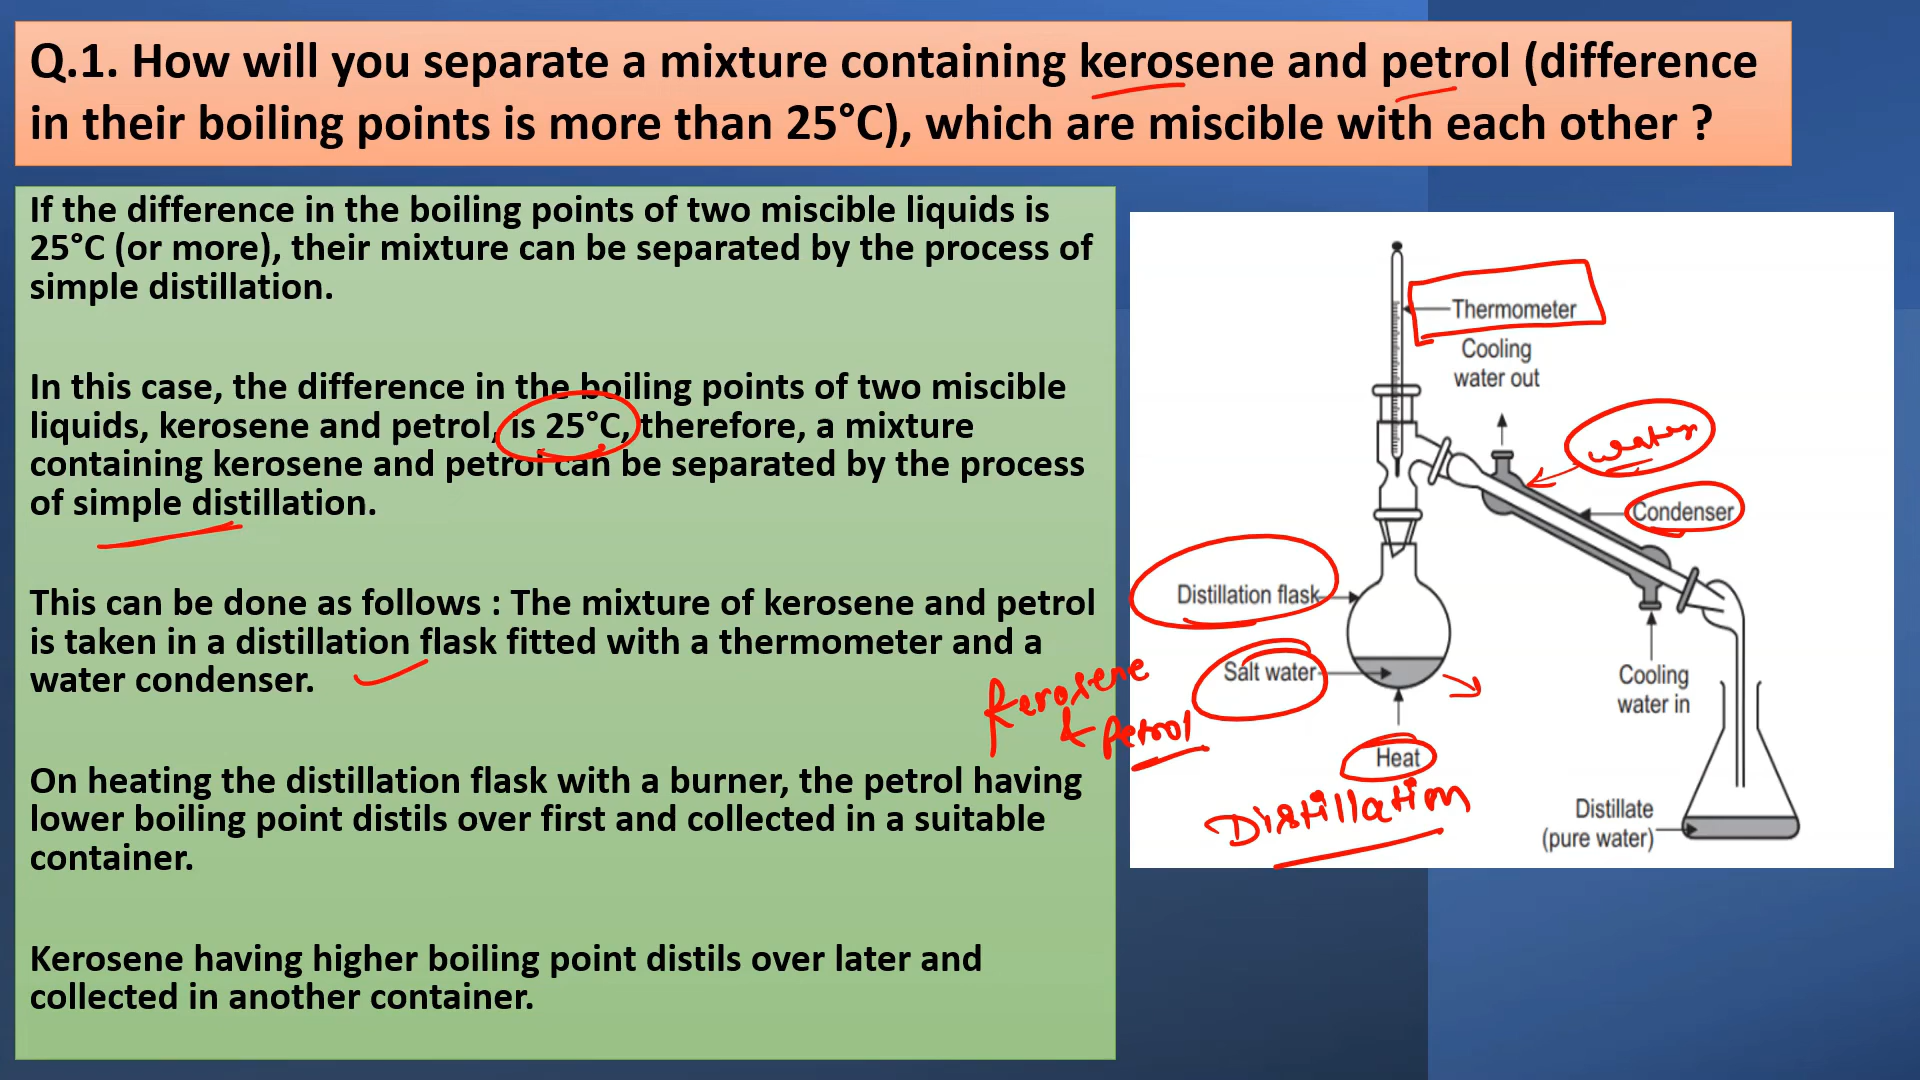 Q.1. How will you separate a mixture containing kerosene and petrol (difference
in their boiling points is more than 25°C), which are miscible with each other ?
If the difference in the boiling points of two miscible liquids is
25°C (or more), their mixture can be separated by the process of
simple distillation.
In this case, the difference in the boiling points of two miscible
liquids, kerosene and petrol, is 25°C, therefore, a mixture
containing kerosene and petrol can be separated by the process
of simple distillation.
This can be done as follows : The mixture of kerosene and petrol
is taken in a distillation flask fitted with a thermometer and a
water condenser.
On heating the distillation flask with a burner, the petrol having
lower boiling point distils over first and collected in a suitable
container.
Kerosene having higher boiling point distils over later and
collected in another container.
Thermometer
Cooling
water out
water
Condenser
Distillation flask
Salt water
Kerosene
& Petrol
Heat
Distillation
Cooling
water in
Distillate
(pure water)